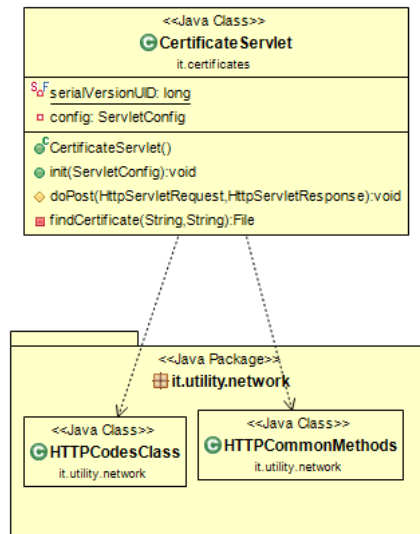 <<Java Class>>
CertificateServlet
it.certificates
serialVersionUID: long
config: ServletConfig
CertificateServlet()
init(ServletConfig):void
doPost(HttpServletRequest,HttpServletResponse):void
findCertificate(String,String):File
<<Java Package>>
it.utility.network
<<Java Class>>
HTTPCodesClass
it.utility.network
<<Java Class>>
HTTPCommonMethods
it.utility.network